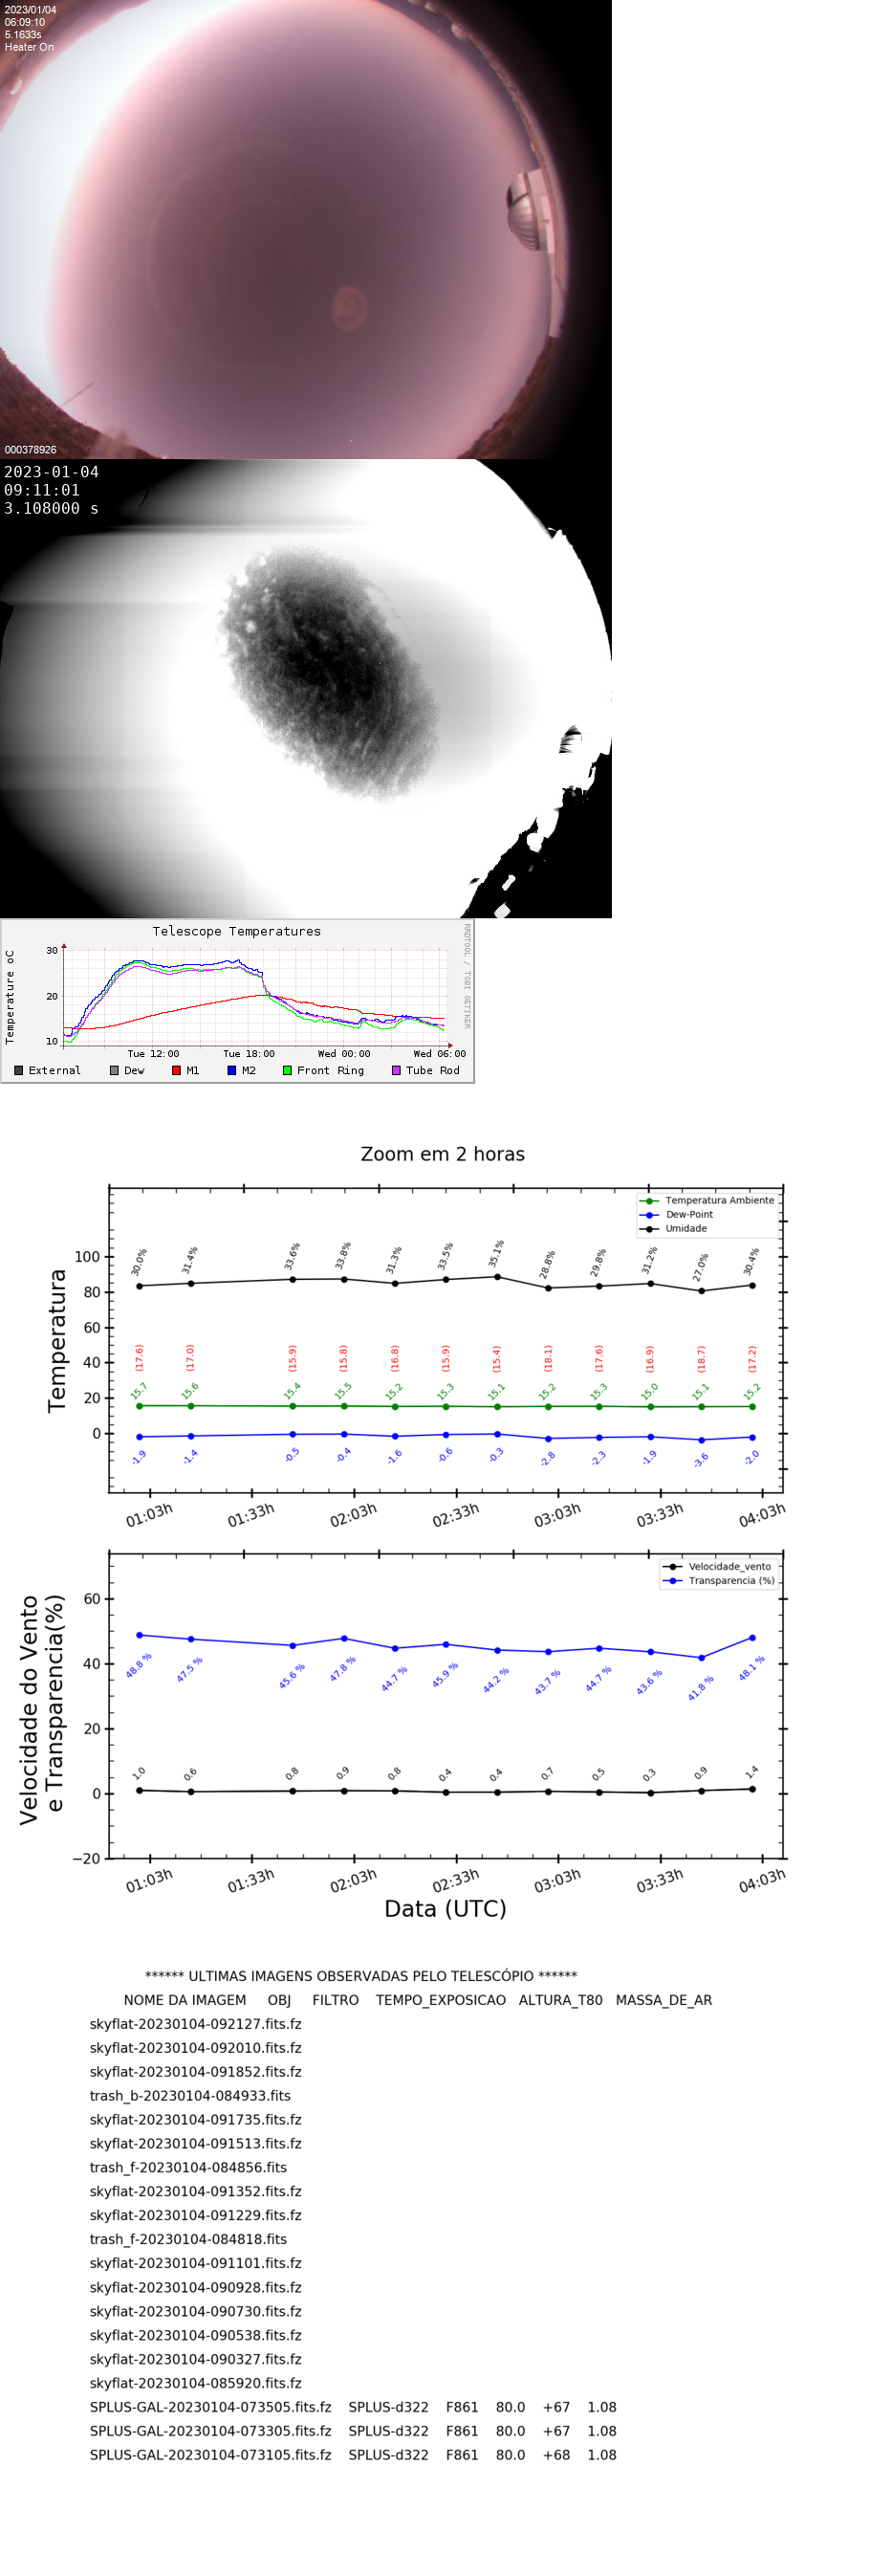 2023/01/04
06:09:10
5.1633s
Heater On
000378926
2023-01-04
09:11:01
3.108000 s
Telescope Temperatures
RRDTOOL / TOBI OETIKER
Temperature oC
30
20
10
Tue 12:00 Tue 18:00 Wed 00:00 Wed 06:00
External Dew M1 M2 Front Ring Tube Rod
Zoom em 2 horas
Temperatura Ambiente
Dew-Point
Umidade
Temperatura
100
80
60
40
20
0
30.0% 31.4% 33.6% 33.8% 31.3% 33.5% 35.1% 28.8% 29.8% 31.2% 27.0% 30.4%
(17.6) (17.0) (15.9) (15.8) (16.8) (15.9) (15.4) (18.1) (17.6) (16.9) (18.7) (17.2)
15.7 15.6 15.4 15.5 15.2 15.3 15.1 15.2 15.3 15.0 15.1 15.2
-1.9 -1.4 -0.5 -0.4 -1.6 -0.6 -0.3 -2.8 -2.3 -1.9 -3.6 -2.0
01:03h 01:33h 02:03h 02:33h 03:03h 03:33h 04:03h
Velocidade_vento
Transparencia (%)
Velocidade do Vento
e Transparencia(%)
60
40
20
0
−20
48.8 % 47.5 % 45.6 % 47.8 % 44.7 % 45.9 % 44.2 % 43.7 % 44.7 % 43.6 % 41.8 % 48.1 %
1.0 0.6 0.8 0.9 0.8 0.4 0.4 0.7 0.5 0.3 0.9 1.4
01:03h 01:33h 02:03h 02:33h 03:03h 03:33h 04:03h
Data (UTC)
****** ULTIMAS IMAGENS OBSERVADAS PELO TELESCÓPIO ******
NOME DA IMAGEM OBJ FILTRO TEMPO_EXPOSICAO ALTURA_T80 MASSA_DE_AR
skyflat-20230104-092127.fits.fz
skyflat-20230104-092010.fits.fz
skyflat-20230104-091852.fits.fz
trash_b-20230104-084933.fits
skyflat-20230104-091735.fits.fz
skyflat-20230104-091513.fits.fz
trash_f-20230104-084856.fits
skyflat-20230104-091352.fits.fz
skyflat-20230104-091229.fits.fz
trash_f-20230104-084818.fits
skyflat-20230104-091101.fits.fz
skyflat-20230104-090928.fits.fz
skyflat-20230104-090730.fits.fz
skyflat-20230104-090538.fits.fz
skyflat-20230104-090327.fits.fz
skyflat-20230104-085920.fits.fz
SPLUS-GAL-20230104-073505.fits.fz SPLUS-d322 F861 80.0 +67 1.08
SPLUS-GAL-20230104-073305.fits.fz SPLUS-d322 F861 80.0 +67 1.08
SPLUS-GAL-20230104-073105.fits.fz SPLUS-d322 F861 80.0 +68 1.08